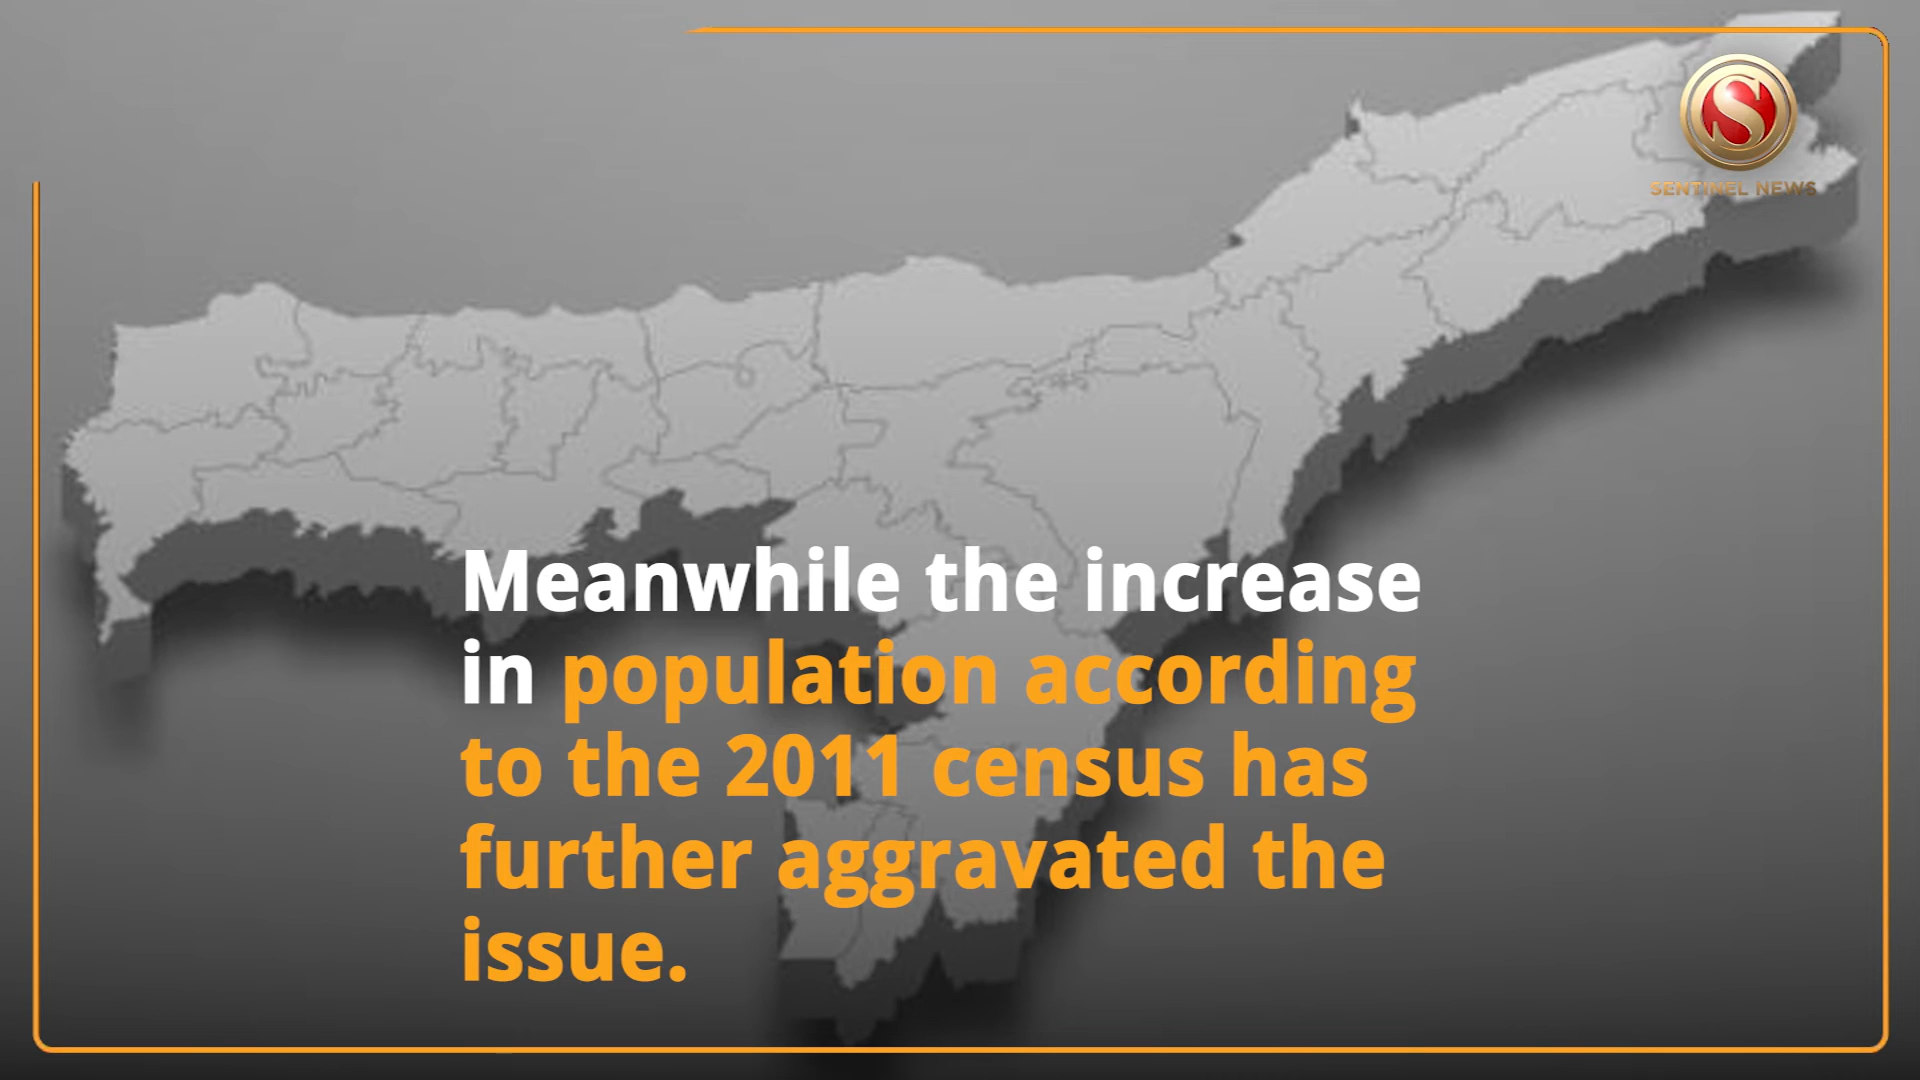 SENTINEL NEWS
Meanwhile the increase
in population according
to the 2011 census has
further aggravated the
issue.